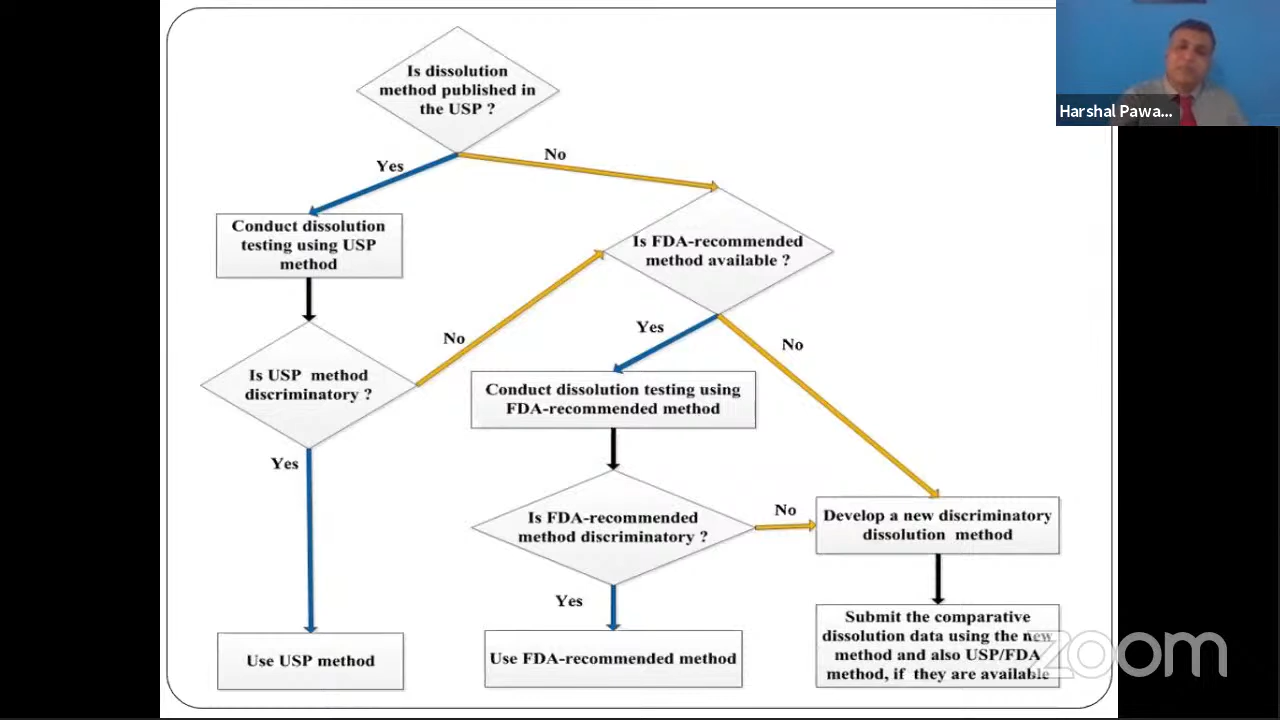 Is dissolution
method published in
the USP ?
Harshal Pawa...
Yes
No
Conduct dissolution
testing using USP
method
Is FDA-recommended
method available ?
No
Yes
No
Is USP method
discriminatory ?
Conduct dissolution testing using
FDA-recommended method
Yes
Is FDA-recommended
method discriminatory ?
No
Develop a new discriminatory
dissolution method
Yes
Use USP method
Use FDA-recommended method
Submit the comparative
dissolution data using the new
method and also USP/FDA
method, if they are available
zoom